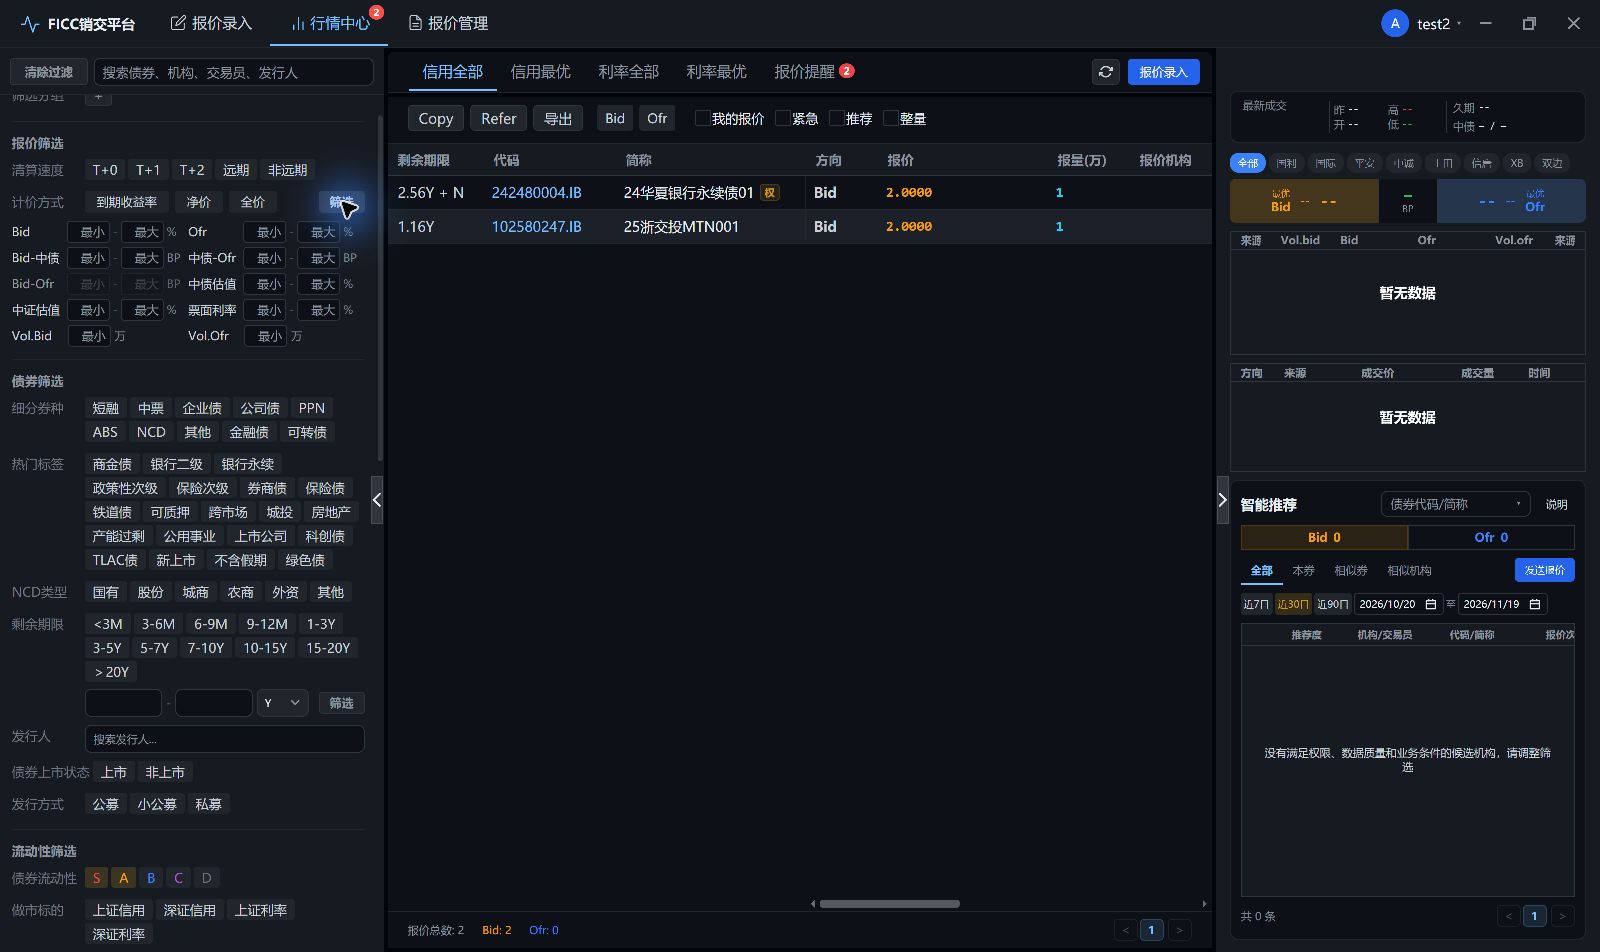 FICC销交平台 报价录入 行情中心 2 报价管理 A test2
清除过滤 搜索债券、机构、交易员、发行人
筛选分组 +
报价筛选
清算速度 T+0 T+1 T+2 远期 非远期
计价方式 到期收益率 净价 全价
Bid 最小 - 最大 % Ofr 最小 - 最大 %
Bid-中债 最小 - 最大 BP 中债-Ofr 最小 - 最大 BP
Bid-Ofr 最小 - 最大 BP 中债估值 最小 - 最大 %
中证估值 最小 - 最大 % 票面利率 最小 - 最大 %
Vol.Bid 最小 万 Vol.Ofr 最小 万
债券筛选
细分券种 短融 中票 企业债 公司债 PPN
ABS NCD 其他 金融债 可转债
热门标签 商金债 银行二级 银行永续
政策性次级 保险次级 券商债 保险债
铁道债 可质押 跨市场 城投 房地产
产能过剩 公用事业 上市公司 科创债
TLAC债 新上市 不含假期 绿色债
NCD类型 国有 股份 城商 农商 外资 其他
剩余期限 <3M 3-6M 6-9M 9-12M 1-3Y
3-5Y 5-7Y 7-10Y 10-15Y 15-20Y
> 20Y
- Y 筛选
发行人 搜索发行人...
债券上市状态 上市 非上市
发行方式 公募 小公募 私募
流动性筛选
债券流动性 S A B C D
做市标的 上证信用 深证信用 上证利率
深证利率
信用全部 信用最优 利率全部 利率最优 报价提醒 2 报价录入
Copy Refer 导出 Bid Ofr 我的报价 紧急 推荐 整量
剩余期限 代码 简称 方向 报价 报量(万) 报价机构
2.56Y + N 242480004.IB 24华夏银行永续债01 权 Bid 2.0000 1
1.16Y 102580247.IB 25浙交投MTN001 Bid 2.0000 1
报价总数: 2 Bid: 2 Ofr: 0 < 1 >
最新成交 昨 -- 高 -- 久期 --
开 -- 低 -- 中债 - / -
全部 国利 国际 平安 中诚 信唐 XB 双边
最优 Bid -- -- – BP -- -- 最优 Ofr
来源 Vol.bid Bid Ofr Vol.ofr 来源
暂无数据
方向 来源 成交价 成交量 时间
暂无数据
智能推荐 债券代码/简称 说明
Bid 0 Ofr 0
全部 本券 相似券 相似机构 发送报价
近7日 近30日 近90日 2026/10/20 至 2026/11/19
推荐度 机构/交易员 代码/简称 报价次
没有满足权限、数据质量和业务条件的候选机构，请调整筛
选
共 0 条 < 1 >